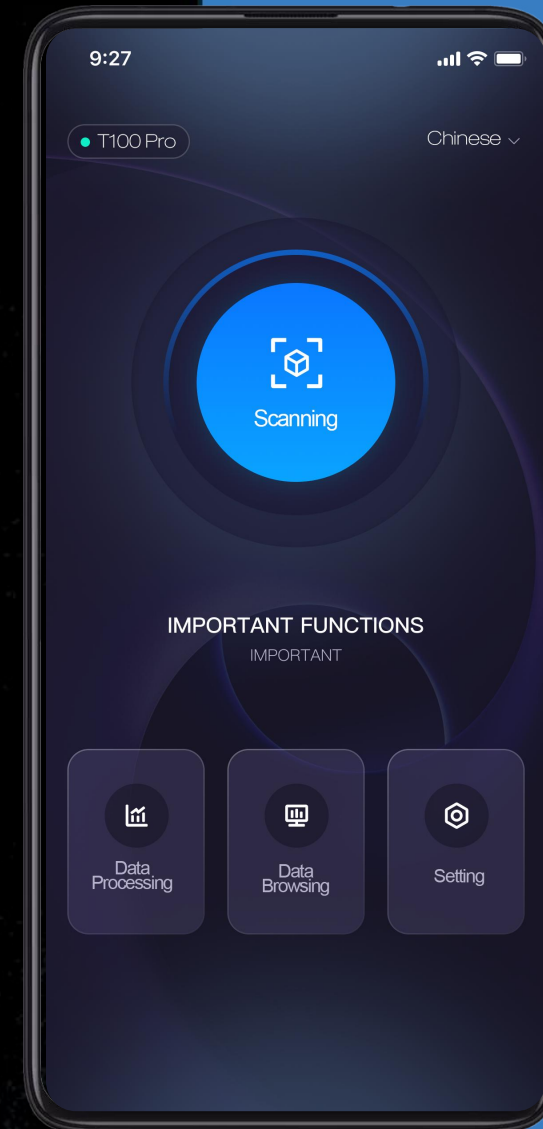 9:27
T100 Pro
Chinese
Scanning
IMPORTANT FUNCTIONS
IMPORTANT
Data
Processing
Data
Browsing
Setting